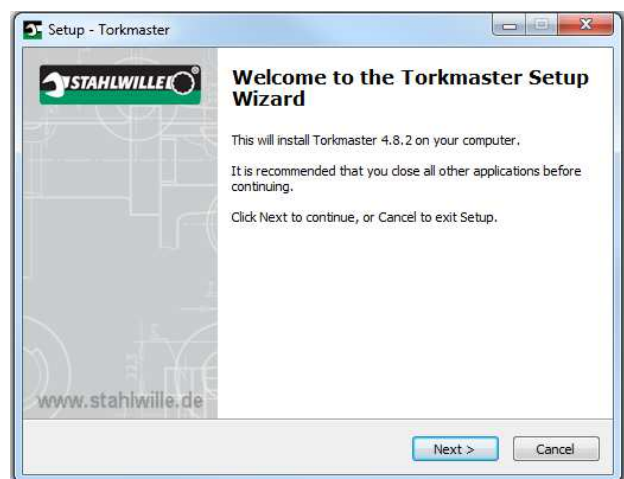 Setup - Torkmaster
STAHLWILLE
Welcome to the Torkmaster Setup
Wizard
This will install Torkmaster 4.8.2 on your computer.
It is recommended that you close all other applications before
continuing.
Click Next to continue, or Cancel to exit Setup.
www.stahlwille.de
Next >
Cancel